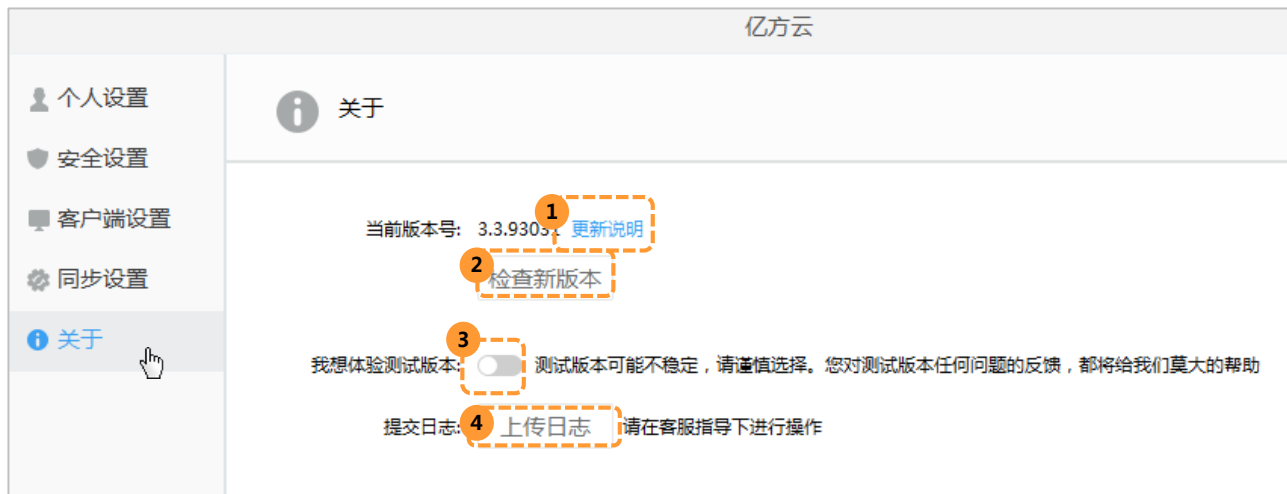 亿方云
个人设置
安全设置
客户端设置
同步设置
关于
关于
当前版本号: 3.3.9303 1 更新说明
2 检查新版本
3
我想体验测试版本: 测试版本可能不稳定，请谨慎选择。您对测试版本任何问题的反馈，都将给我们莫大的帮助
提交日志: 4 上传日志 请在客服指导下进行操作